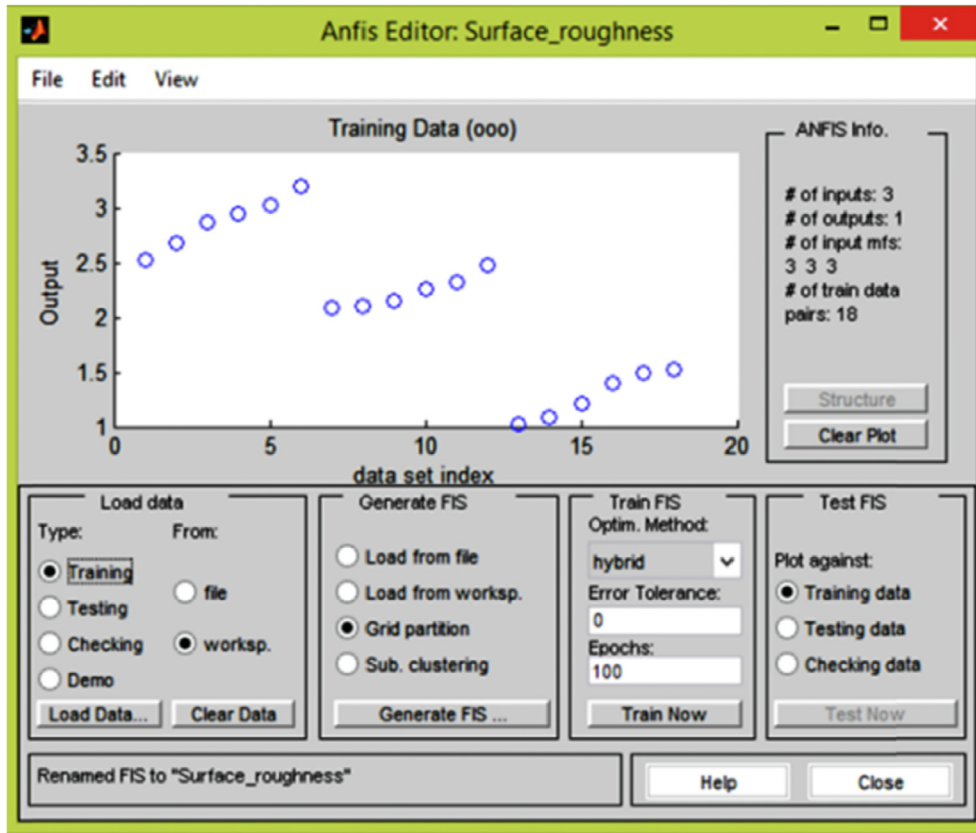 Anfis Editor: Surface_roughness
File Edit View
Training Data (ooo)
3.5
3
2.5
2
1.5
1
Output
0 5 10 15 20
data set index
ANFIS Info.
# of inputs: 3
# of outputs: 1
# of input mfs:
3 3 3
# of train data
pairs: 18
Structure
Clear Plot
Load data
Type: From:
Training
Testing
Checking
Demo
file
worksp.
Load Data... Clear Data
Generate FIS
Load from file
Load from worksp.
Grid partition
Sub. clustering
Generate FIS ...
Train FIS
Optim. Method:
hybrid
Error Tolerance:
0
Epochs:
100
Train Now
Test FIS
Plot against:
Training data
Testing data
Checking data
Test Now
Renamed FIS to "Surface_roughness"
Help Close